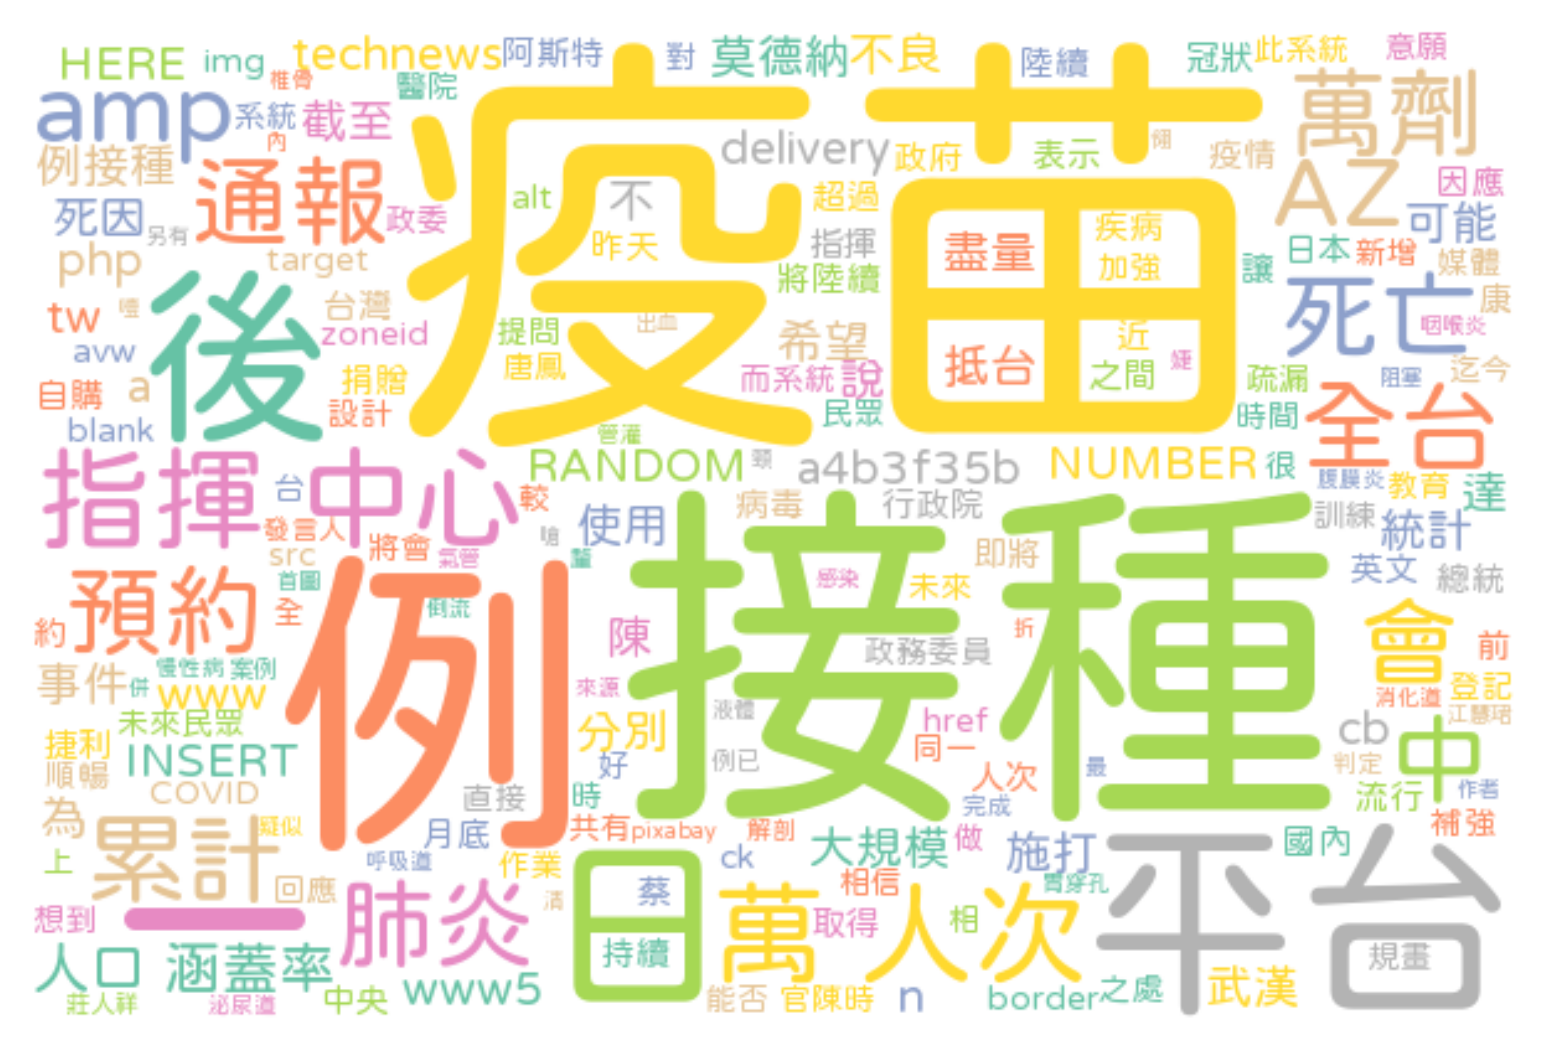 HERE img technews 阿斯特 對 莫德納 不良 陸續 冠狀 此系統 意願
椎骨 醫院
amp 系統 截至 疫苗 萬劑
內 delivery 政府 表示 疫情
例接種 通報 AZ 因應
死因 另有 政委 alt 不 超過 疾病 可能
php target 昨天 指揮 盡量 加強 讓 日本 新增 媒體
後 台灣 將陸續 死亡 康
tw zoneid 提問 出血 希望 近 咽喉炎
avw 唐鳳 而系統 說 抵台 之間 婕 疏漏 阻塞 迄今
自購 a 捐贈 設計 民眾 時間 全台
blank 管灌
指揮中心 RANDOM 頸 a4b3f35b NUMBER 很 腹膜炎 教育 達
台 較 病毒 行政院 訓練 統計
發言人 將會 使用 接種
src 氣管 即將 英文 總統
預約 首圖 例 感染 未來
全 倒流 會
約 陳 政務委員 折 前
事件 慢性病 案例 來源 消化道 登記
併 www 液體 href 江慧珺
未來民眾 分別 同一 cb 中
捷利 INSERT 好 例已 最 判定
順暢 COVID 直接 時 人次 完成 流行 作者
為 累計 疑似 月底 共有 pixabay 解剖 大規模 做 施打 平台 國內 補強
上 呼吸道 作業 ck 相信 胃穿孔
回應 肺炎 日 蔡
想到 一 萬 取得 人次 相
人口 涵蓋率 持續 規畫
莊人祥 泌尿道 中央 www5 能否 官陳時 n border 之處 武漢